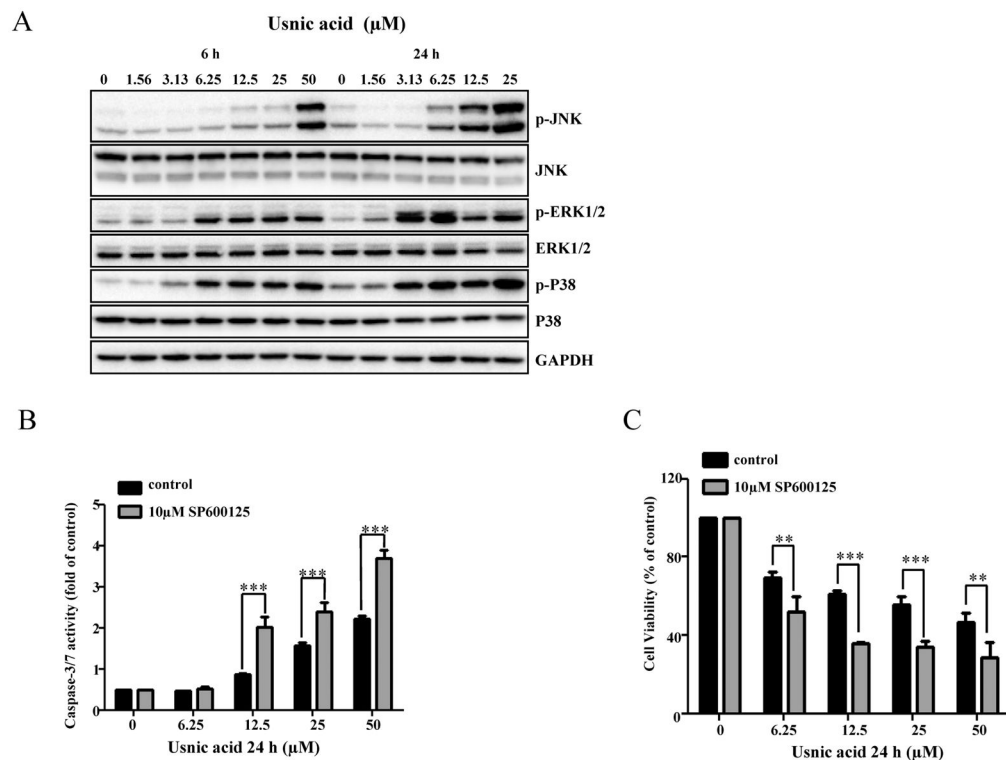 A
Usnic acid (µM)
6 h 24 h
0 1.56 3.13 6.25 12.5 25 50 0 1.56 3.13 6.25 12.5 25
p-JNK
JNK
p-ERK1/2
ERK1/2
p-P38
P38
GAPDH
B
control
10µM SP600125
Caspase-3/7 activity (fold of control)
5
4
3
2
1
0
***
***
***
0 6.25 12.5 25 50
Usnic acid 24 h (µM)
C
control
10µM SP600125
Cell Viability (% of control)
120
80
40
0
**
***
***
**
0 6.25 12.5 25 50
Usnic acid 24 h (µM)